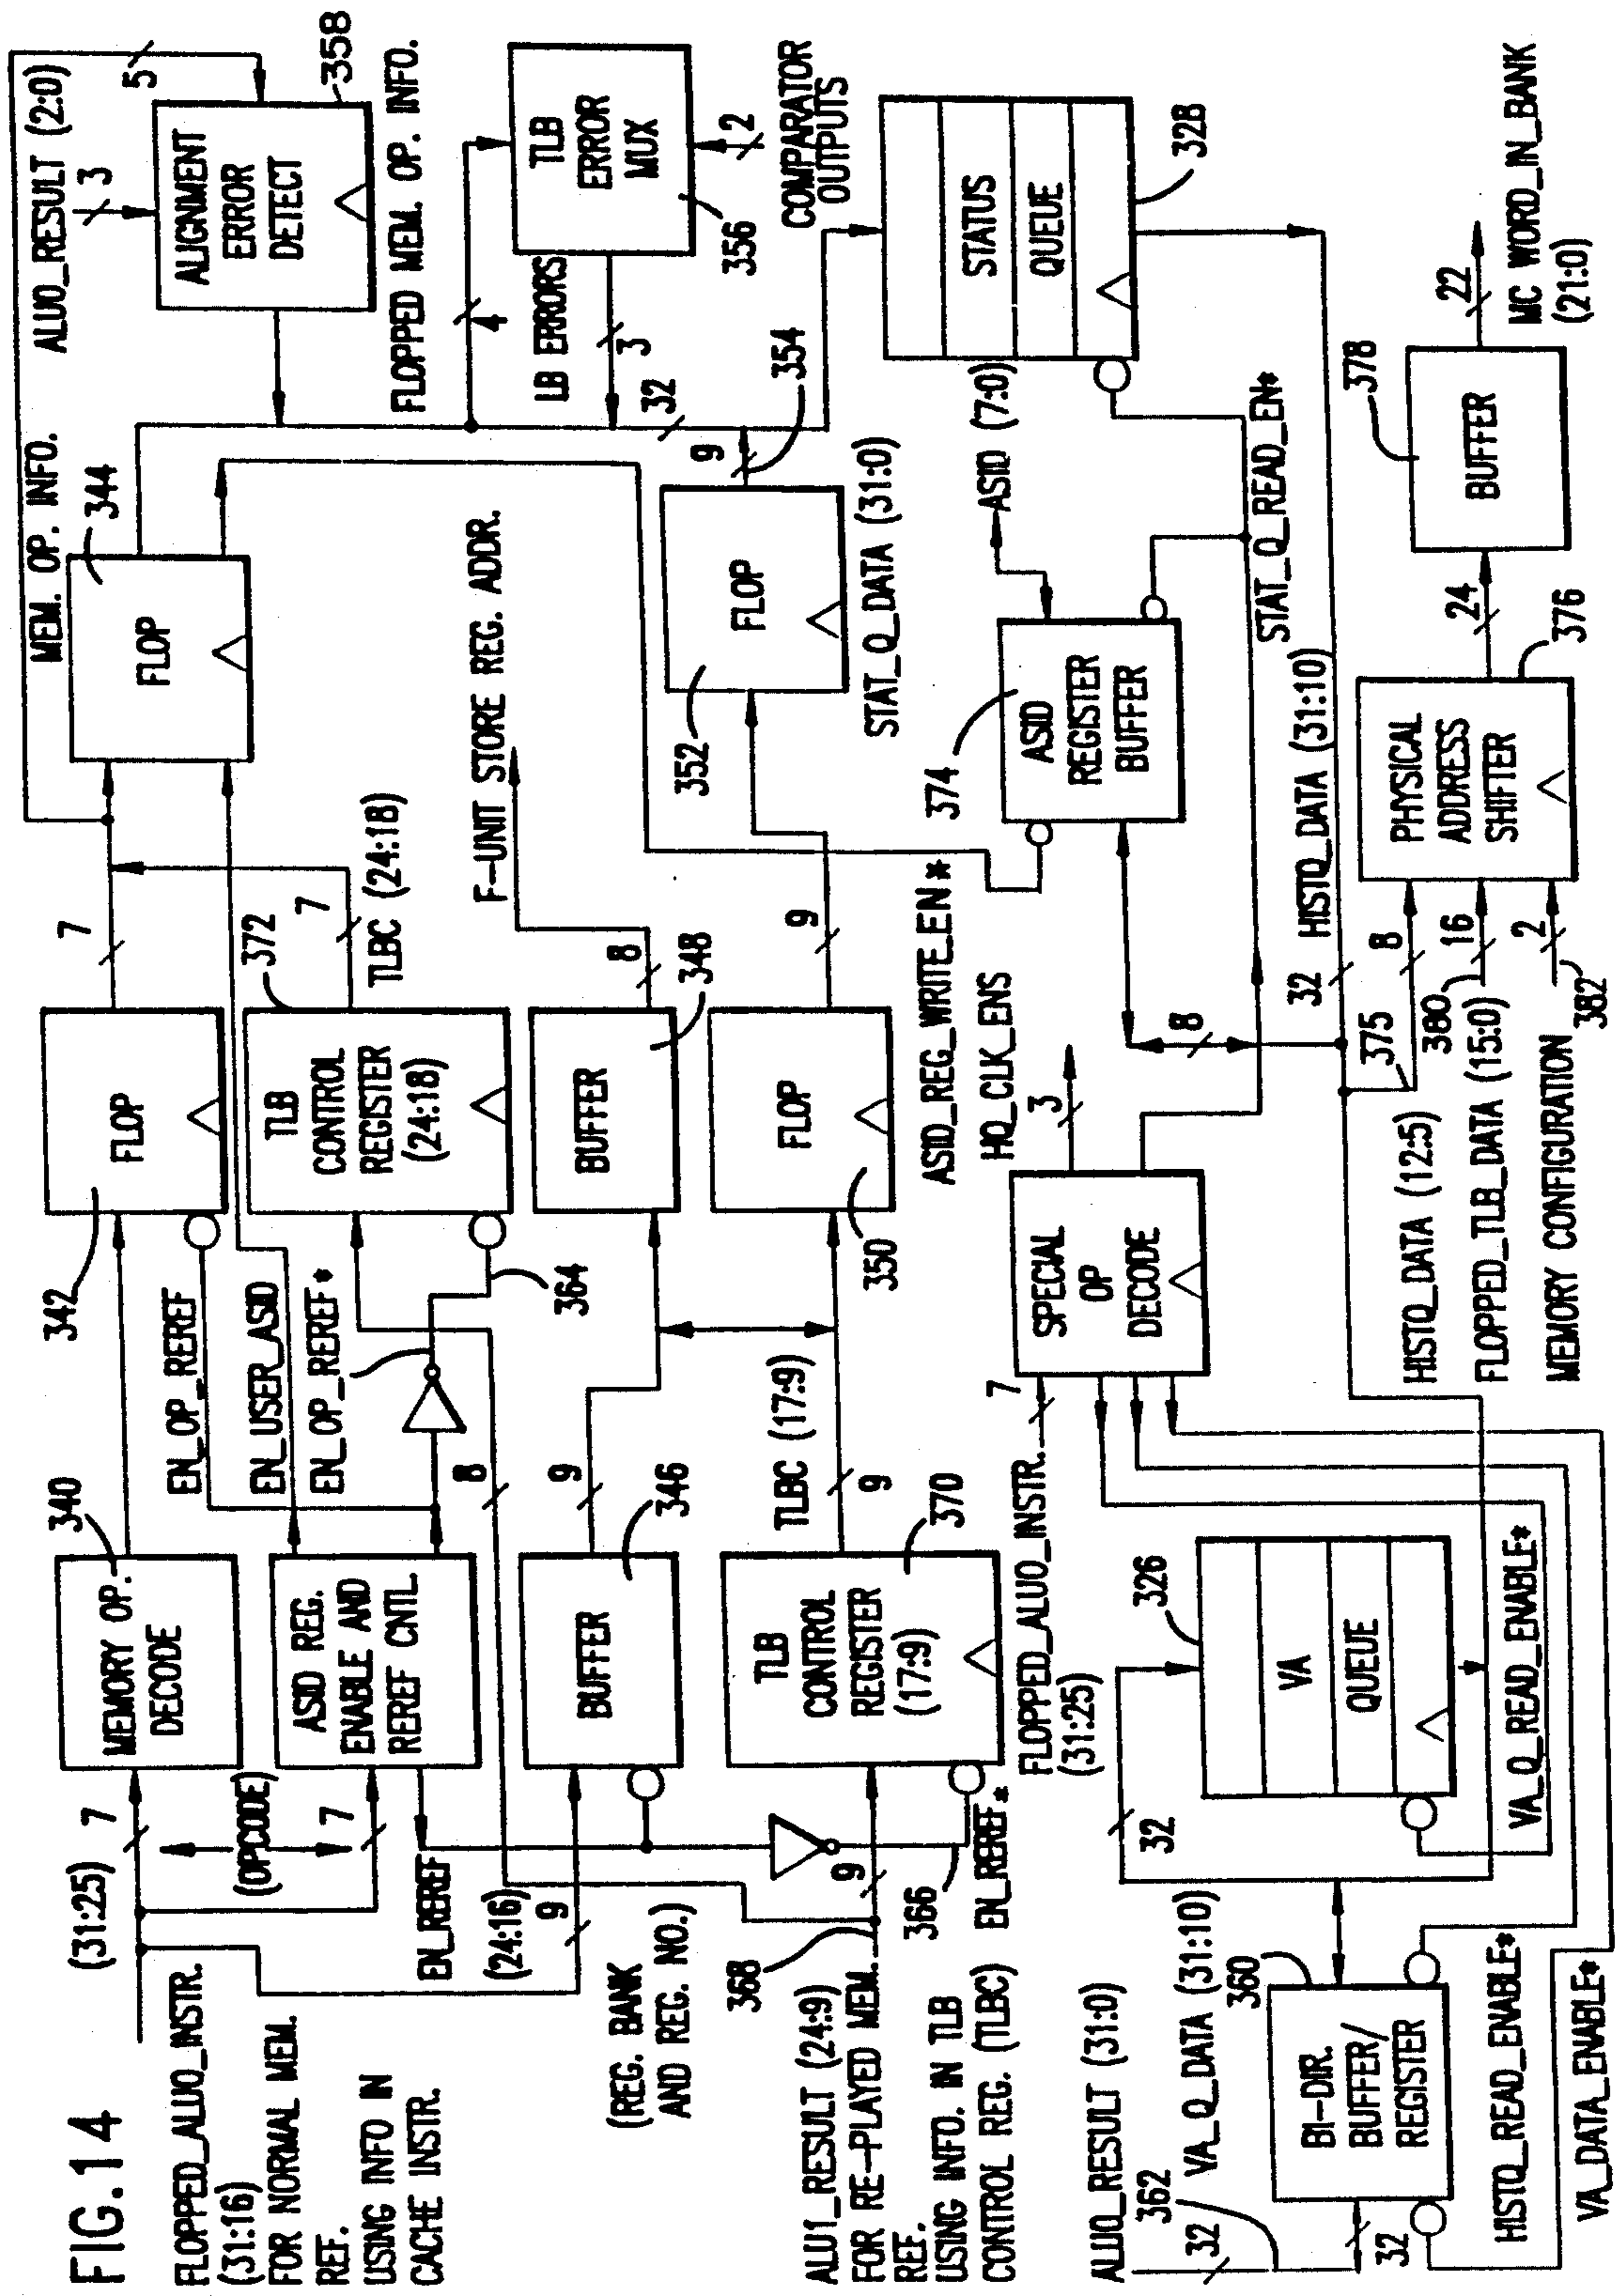 FIG.14
FLOPPED_ALU0_INSTR.
(31:16)
FOR NORMAL MEM.
REF.
USING INFO IN
CACHE INSTR.
(31:25)
7
(OPCODE)
7
340
MEMORY OP.
DECODE
ASID REG.
ENABLE AND
REREF CNTL.
EN_REREF
(24:16)
9
(REG. BANK
AND REG. NO.)
EN_OP_REREF
EN_USER_ASID
EN_OP_REREF*
342
FLOP
7
372
TLB
CONTROL
REGISTER
(24:18)
7
TLBC (24:18)
364
8
BUFFER
346
9
BUFFER
348
8
F-UNIT STORE REG. ADDR.
MEM. OP. INFO.
344
FLOP
ALU0_RESULT (2:0)
3
5
ALIGNMENT
ERROR
DETECT
358
FLOPPED MEM. OP. INFO.
4
TLB
ERROR
MUX
356
LB ERRORS
3
2
COMPARATOR
OUTPUTS
32
ALU1_RESULT (24:9)
FOR RE-PLAYED MEM.
REF.
USING INFO. IN TLB
CONTROL REG. (TLBC)
368
9
366
EN_REREF*
TLB
CONTROL
REGISTER
(17:9)
370
TLBC (17:9)
9
350
FLOP
9
352
FLOP
9
354
STAT_Q_DATA (31:0)
STATUS
QUEUE
328
ASID_REG_WRITE_EN*
HQ_CLK_ENS
3
FLOPPED_ALU0_INSTR.
(31:25)
7
SPECIAL
OP
DECODE
374
ASID
REGISTER
BUFFER
ASID (7:0)
8
STAT_Q_READ_EN*
HISTQ_DATA (31:10)
32
ALU0_RESULT (31:0)
362
32
VA_Q_DATA (31:10)
360
BI-DIR.
BUFFER/
REGISTER
32
HISTQ_READ_ENABLE*
VA_DATA_ENABLE*
32
326
VA
QUEUE
VA_Q_READ_ENABLE*
375
HISTQ_DATA (12:5)
8
380
16
FLOPPED_TLB_DATA (15:0)
2
382
MEMORY CONFIGURATION
PHYSICAL
ADDRESS
SHIFTER
376
24
378
BUFFER
22
MC WORD_IN_BANK
(21:0)